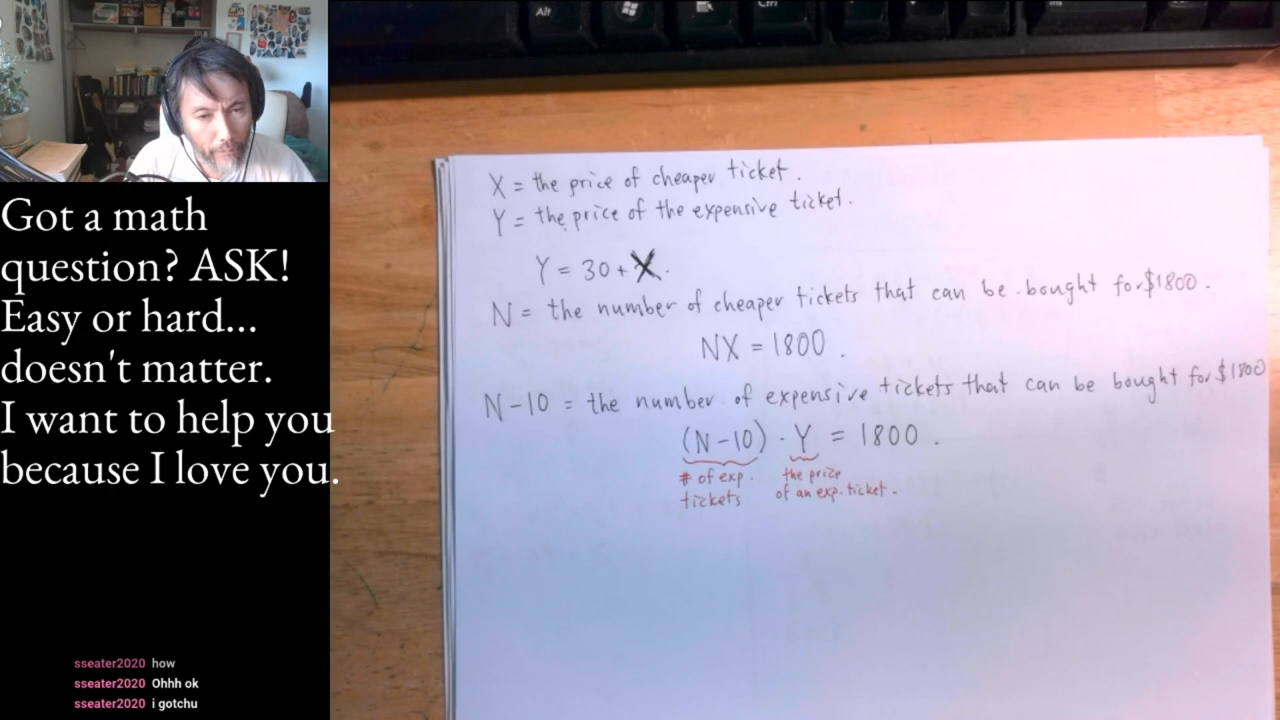 Alt
Ctrl
Got a math
question? ASK!
Easy or hard...
doesn't matter.
I want to help you
because I love you.
sseater2020 how
sseater2020 Ohhh ok
sseater2020 i gotchu
X = the price of cheaper ticket.
Y = the price of the expensive ticket.
Y = 30 + X.
N = the number of cheaper tickets that can be bought for $1800.
NX = 1800.
N-10 = the number of expensive tickets that can be bought for $1800
(N-10) · Y = 1800.
# of exp. the price
tickets of an exp. ticket.